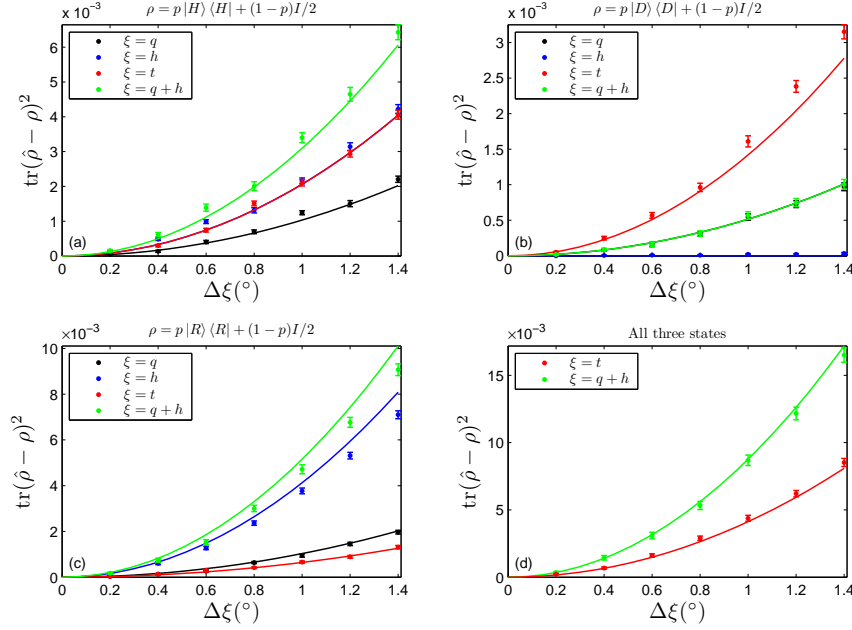 x 10⁻³
ρ = p |H⟩ ⟨H| + (1 − p)I/2
ξ = q
ξ = h
ξ = t
ξ = q + h
6
5
4
3
2
1
0
tr(ρ̂ − ρ)²
(a)
0 0.2 0.4 0.6 0.8 1.0 1.2 1.4
Δξ(°)
x 10⁻³
ρ = p |D⟩ ⟨D| + (1 − p)I/2
ξ = q
ξ = h
ξ = t
ξ = q + h
3
2.5
2
1.5
1
0.5
0
tr(ρ̂ − ρ)²
(b)
0 0.2 0.4 0.6 0.8 1.0 1.2 1.4
Δξ(°)
×10⁻³
ρ = p |R⟩ ⟨R| + (1 − p)I/2
ξ = q
ξ = h
ξ = t
ξ = q + h
10
8
6
4
2
0
tr(ρ̂ − ρ)²
(c)
0 0.2 0.4 0.6 0.8 1.0 1.2 1.4
Δξ(°)
×10⁻³
All three states
ξ = t
ξ = q + h
15
10
5
0
tr(ρ̂ − ρ)²
(d)
0 0.2 0.4 0.6 0.8 1.0 1.2 1.4
Δξ(°)